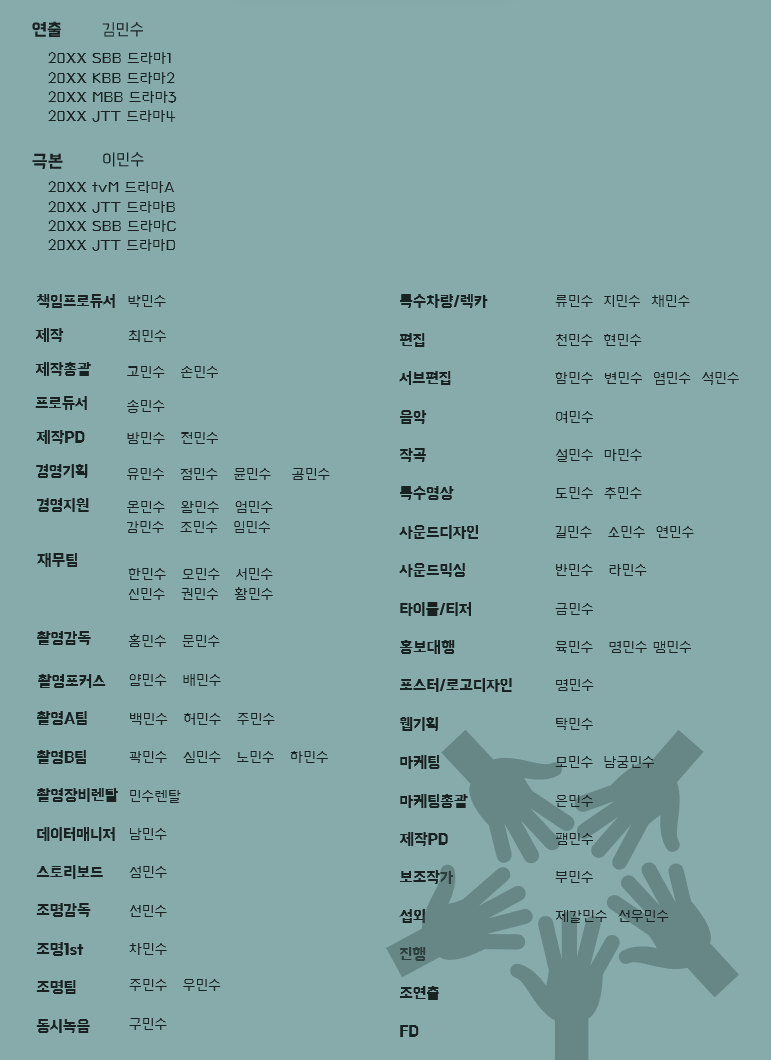 연출 김민수
20XX SBB 드라마1
20XX KBB 드라마2
20XX MBB 드라마3
20XX JTT 드라마4
극본 이민수
20XX tvM 드라마A
20XX JTT 드라마B
20XX SBB 드라마C
20XX JTT 드라마D
책임프로듀서 박민수
제작 최민수
제작총괄 고민수 손민수
프로듀서 송민수
제작PD 방민수 전민수
경영기획 유민수 정민수 윤민수 공민수
경영지원 온민수 왕민수 엄민수
감민수 조민수 임민수
재무팀
한민수 오민수 서민수
신민수 권민수 황민수
촬영감독 홍민수 문민수
촬영포커스 양민수 배민수
촬영A팀 백민수 허민수 주민수
촬영B팀 곽민수 심민수 노민수 하민수
촬영장비렌탈 민수렌탈
데이터매니저 남민수
스토리보드 성민수
조명감독 선민수
조명1st 차민수
조명팀 주민수 우민수
동시녹음 구민수
특수차량/렉카 류민수 지민수 채민수
편집 천민수 현민수
서브편집 함민수 변민수 염민수 석민수
음악 여민수
작곡 설민수 마민수
특수영상 도민수 추민수
사운드디자인 길민수 소민수 연민수
사운드믹싱 반민수 라민수
타이틀/티저 금민수
홍보대행 육민수 명민수 맹민수
포스터/로고디자인 명민수
웹기획 탁민수
마케팅 모민수 남궁민수
마케팅총괄 은민수
제작PD 팽민수
보조작가 부민수
섭외 제갈민수 선우민수
진행
조연출
FD